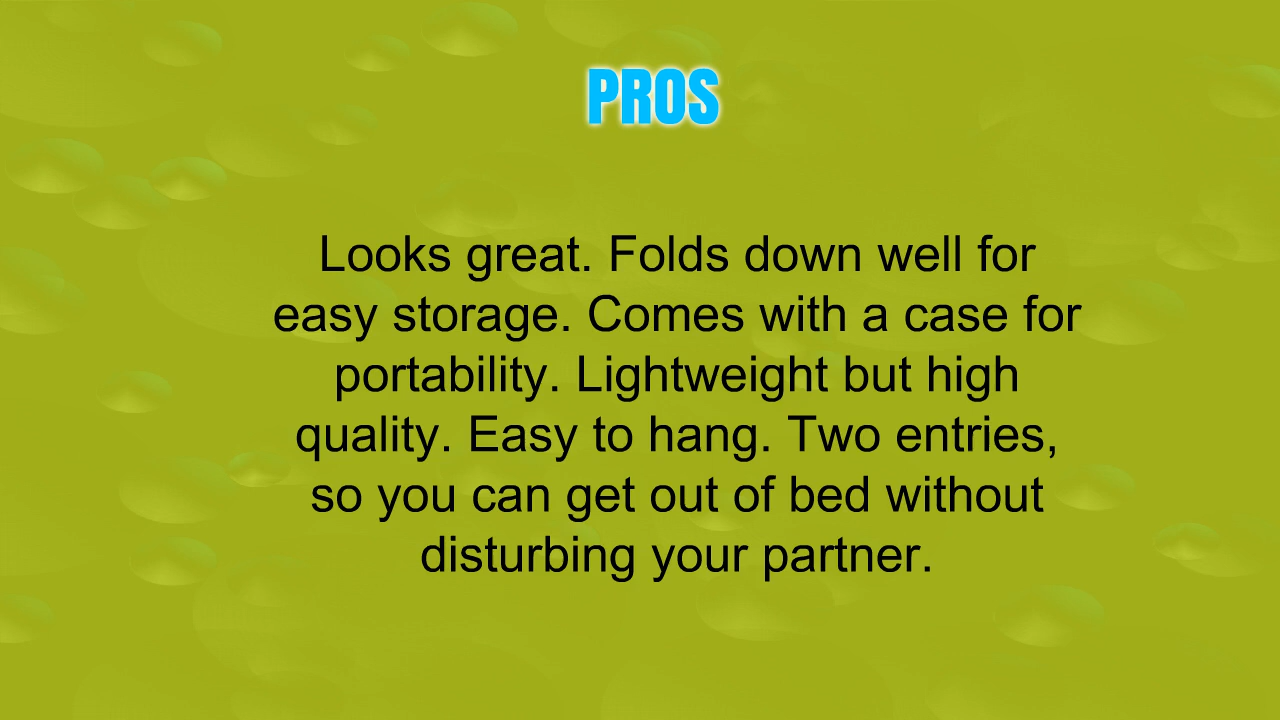 PROS
Looks great. Folds down well for
easy storage. Comes with a case for
portability. Lightweight but high
quality. Easy to hang. Two entries,
so you can get out of bed without
disturbing your partner.